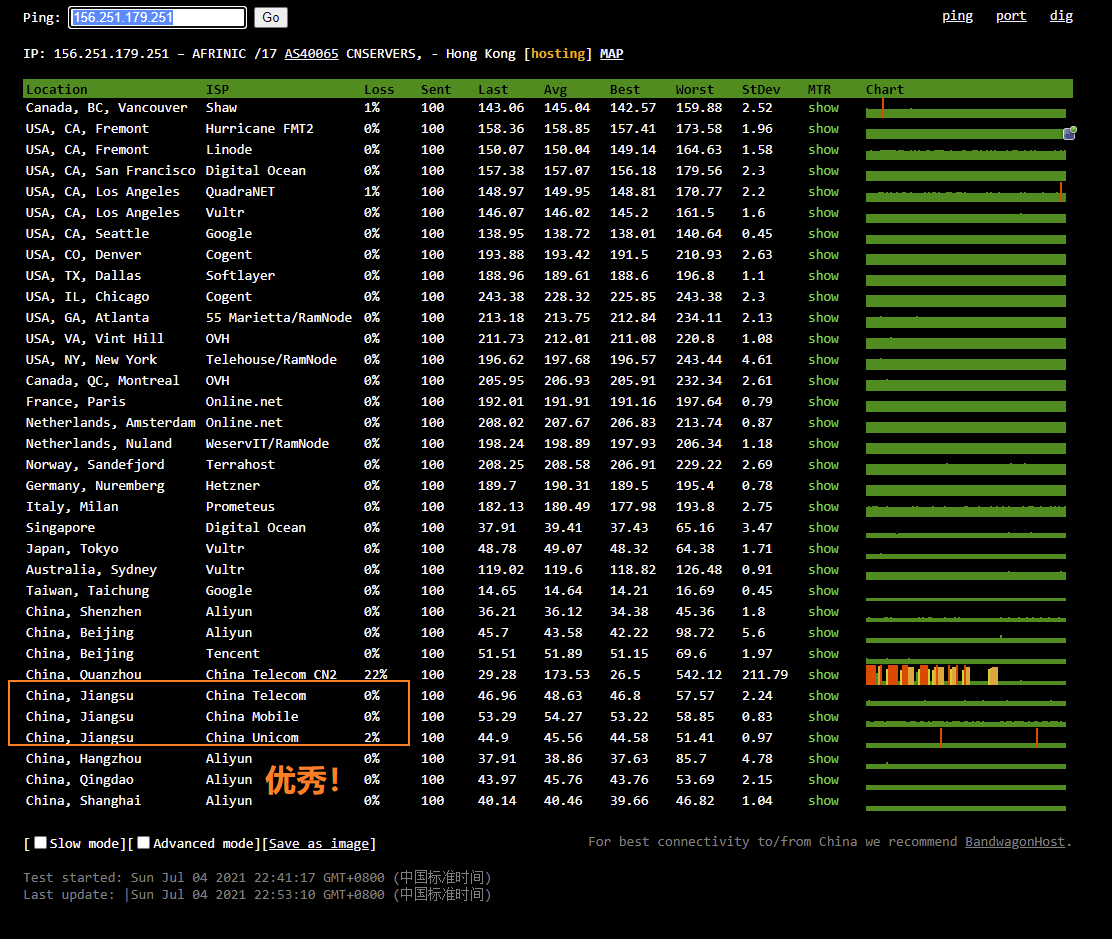 Ping: 156.251.179.251 Go ping port dig
IP: 156.251.179.251 – AFRINIC /17 AS40065 CNSERVERS, - Hong Kong [hosting] MAP
Location ISP Loss Sent Last Avg Best Worst StDev MTR Chart
Canada, BC, Vancouver Shaw 1% 100 143.06 145.04 142.57 159.88 2.52 show
USA, CA, Fremont Hurricane FMT2 0% 100 158.36 158.85 157.41 173.58 1.96 show
USA, CA, Fremont Linode 0% 100 150.07 150.04 149.14 164.63 1.58 show
USA, CA, San Francisco Digital Ocean 0% 100 157.38 157.07 156.18 179.56 2.3 show
USA, CA, Los Angeles QuadraNET 1% 100 148.97 149.95 148.81 170.77 2.2 show
USA, CA, Los Angeles Vultr 0% 100 146.07 146.02 145.2 161.5 1.6 show
USA, CA, Seattle Google 0% 100 138.95 138.72 138.01 140.64 0.45 show
USA, CO, Denver Cogent 0% 100 193.88 193.42 191.5 210.93 2.63 show
USA, TX, Dallas Softlayer 0% 100 188.96 189.61 188.6 196.8 1.1 show
USA, IL, Chicago Cogent 0% 100 243.38 228.32 225.85 243.38 2.3 show
USA, GA, Atlanta 55 Marietta/RamNode 0% 100 213.18 213.75 212.84 234.11 2.13 show
USA, VA, Vint Hill OVH 0% 100 211.73 212.01 211.08 220.8 1.08 show
USA, NY, New York Telehouse/RamNode 0% 100 196.62 197.68 196.57 243.44 4.61 show
Canada, QC, Montreal OVH 0% 100 205.95 206.93 205.91 232.34 2.61 show
France, Paris Online.net 0% 100 192.01 191.91 191.16 197.64 0.79 show
Netherlands, Amsterdam Online.net 0% 100 208.02 207.67 206.83 213.74 0.87 show
Netherlands, Nuland WeservIT/RamNode 0% 100 198.24 198.89 197.93 206.34 1.18 show
Norway, Sandefjord Terrahost 0% 100 208.25 208.58 206.91 229.22 2.69 show
Germany, Nuremberg Hetzner 0% 100 189.7 190.31 189.5 195.4 0.78 show
Italy, Milan Prometeus 0% 100 182.13 180.49 177.98 193.8 2.75 show
Singapore Digital Ocean 0% 100 37.91 39.41 37.43 65.16 3.47 show
Japan, Tokyo Vultr 0% 100 48.78 49.07 48.32 64.38 1.71 show
Australia, Sydney Vultr 0% 100 119.02 119.6 118.82 126.48 0.91 show
Taiwan, Taichung Google 0% 100 14.65 14.64 14.21 16.69 0.45 show
China, Shenzhen Aliyun 0% 100 36.21 36.12 34.38 45.36 1.8 show
China, Beijing Aliyun 0% 100 45.7 43.58 42.22 98.72 5.6 show
China, Beijing Tencent 0% 100 51.51 51.89 51.15 69.6 1.97 show
China, Quanzhou China Telecom CN2 22% 100 29.28 173.53 26.5 542.12 211.79 show
China, Jiangsu China Telecom 0% 100 46.96 48.63 46.8 57.57 2.24 show
China, Jiangsu China Mobile 0% 100 53.29 54.27 53.22 58.85 0.83 show
China, Jiangsu China Unicom 2% 100 44.9 45.56 44.58 51.41 0.97 show
China, Hangzhou Aliyun 0% 100 37.91 38.86 37.63 85.7 4.78 show
China, Qingdao Aliyun 0% 100 43.97 45.76 43.76 53.69 2.15 show
优秀！
China, Shanghai Aliyun 0% 100 40.14 40.46 39.66 46.82 1.04 show
[ Slow mode][ Advanced mode][Save as image] For best connectivity to/from China we recommend BandwagonHost.
Test started: Sun Jul 04 2021 22:41:17 GMT+0800 (中国标准时间)
Last update: |Sun Jul 04 2021 22:53:10 GMT+0800 (中国标准时间)